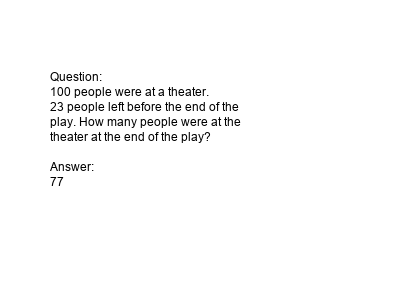 Question:
100 people were at a theater.
23 people left before the end of the
play. How many people were at the
theater at the end of the play?
Answer:
77